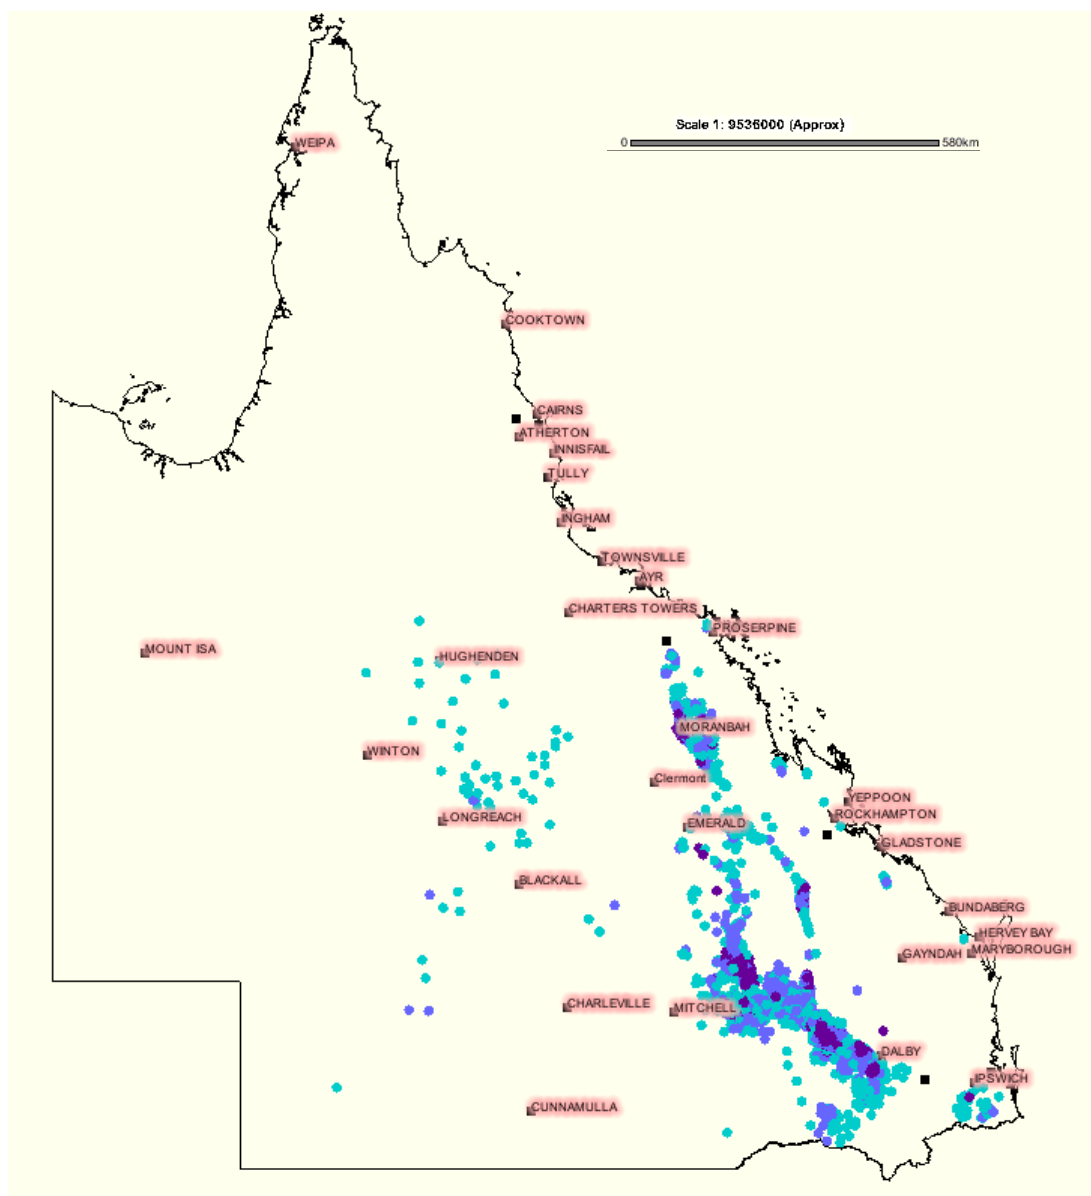 Scale 1: 9536000 (Approx)
0 580km
WEIPA
COOKTOWN
CAIRNS
ATHERTON
INNISFAIL
TULLY
INGHAM
TOWNSVILLE
AYR
CHARTERS TOWERS
PROSERPINE
MOUNT ISA
HUGHENDEN
MORANBAH
WINTON
Clermont
YEPPOON
ROCKHAMPTON
LONGREACH
EMERALD
GLADSTONE
BLACKALL
BUNDABERG
HERVEY BAY
MARYBOROUGH
GAYNDAH
CHARLEVILLE
MITCHELL
DALBY
IPSWICH
CUNNAMULLA